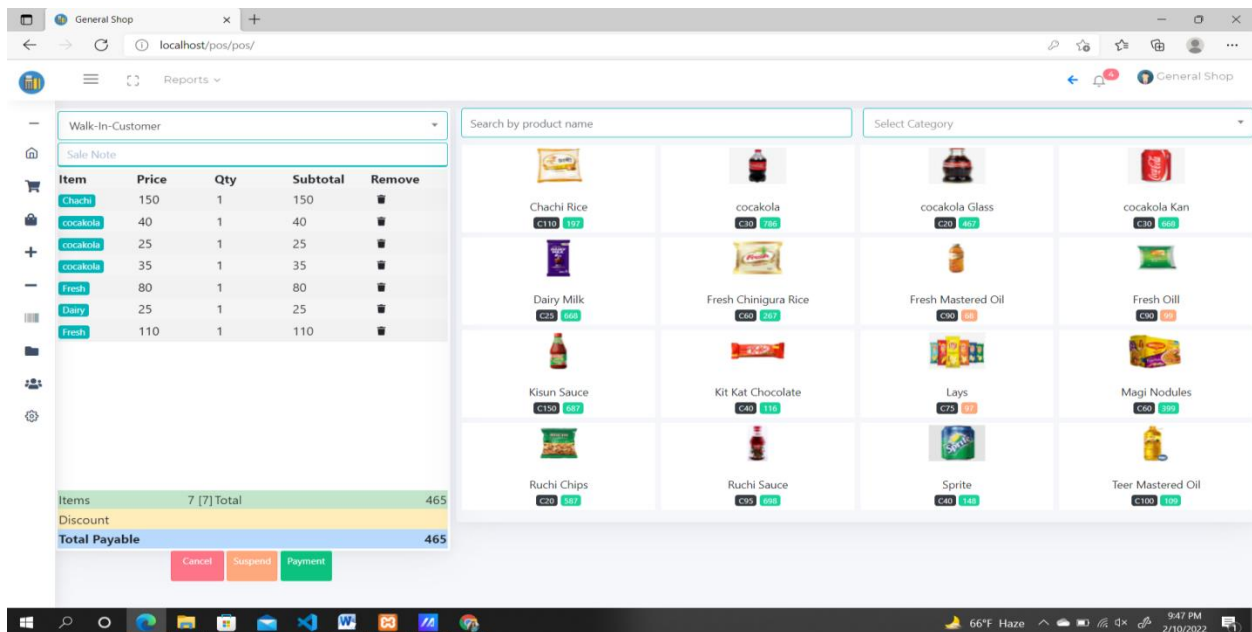 General Shop
localhost/pos/pos/
Reports
4
General Shop
Walk-In-Customer
Search by product name
Select Category
Sale Note
Item Price Qty Subtotal Remove
Chachi 150 1 150
cocakola 40 1 40
cocakola 25 1 25
cocakola 35 1 35
Fresh 80 1 80
Dairy 25 1 25
Fresh 110 1 110
Items 7 [7] Total 465
Discount
Total Payable 465
Cancel Suspend Payment
Chachi Rice cocakola cocakola Glass cocakola Kan
C110 197 C30 786 C20 467 C30 668
Dairy Milk Fresh Chinigura Rice Fresh Mastered Oil Fresh Oill
C25 668 C60 267 C90 C90 99
Kisun Sauce Kit Kat Chocolate Lays Magi Nodules
C150 687 C40 116 C75 97 C60 399
Ruchi Chips Ruchi Sauce Sprite Teer Mastered Oil
C20 587 C95 698 C40 148 C100 109
66°F Haze
9:47 PM
2/10/2022